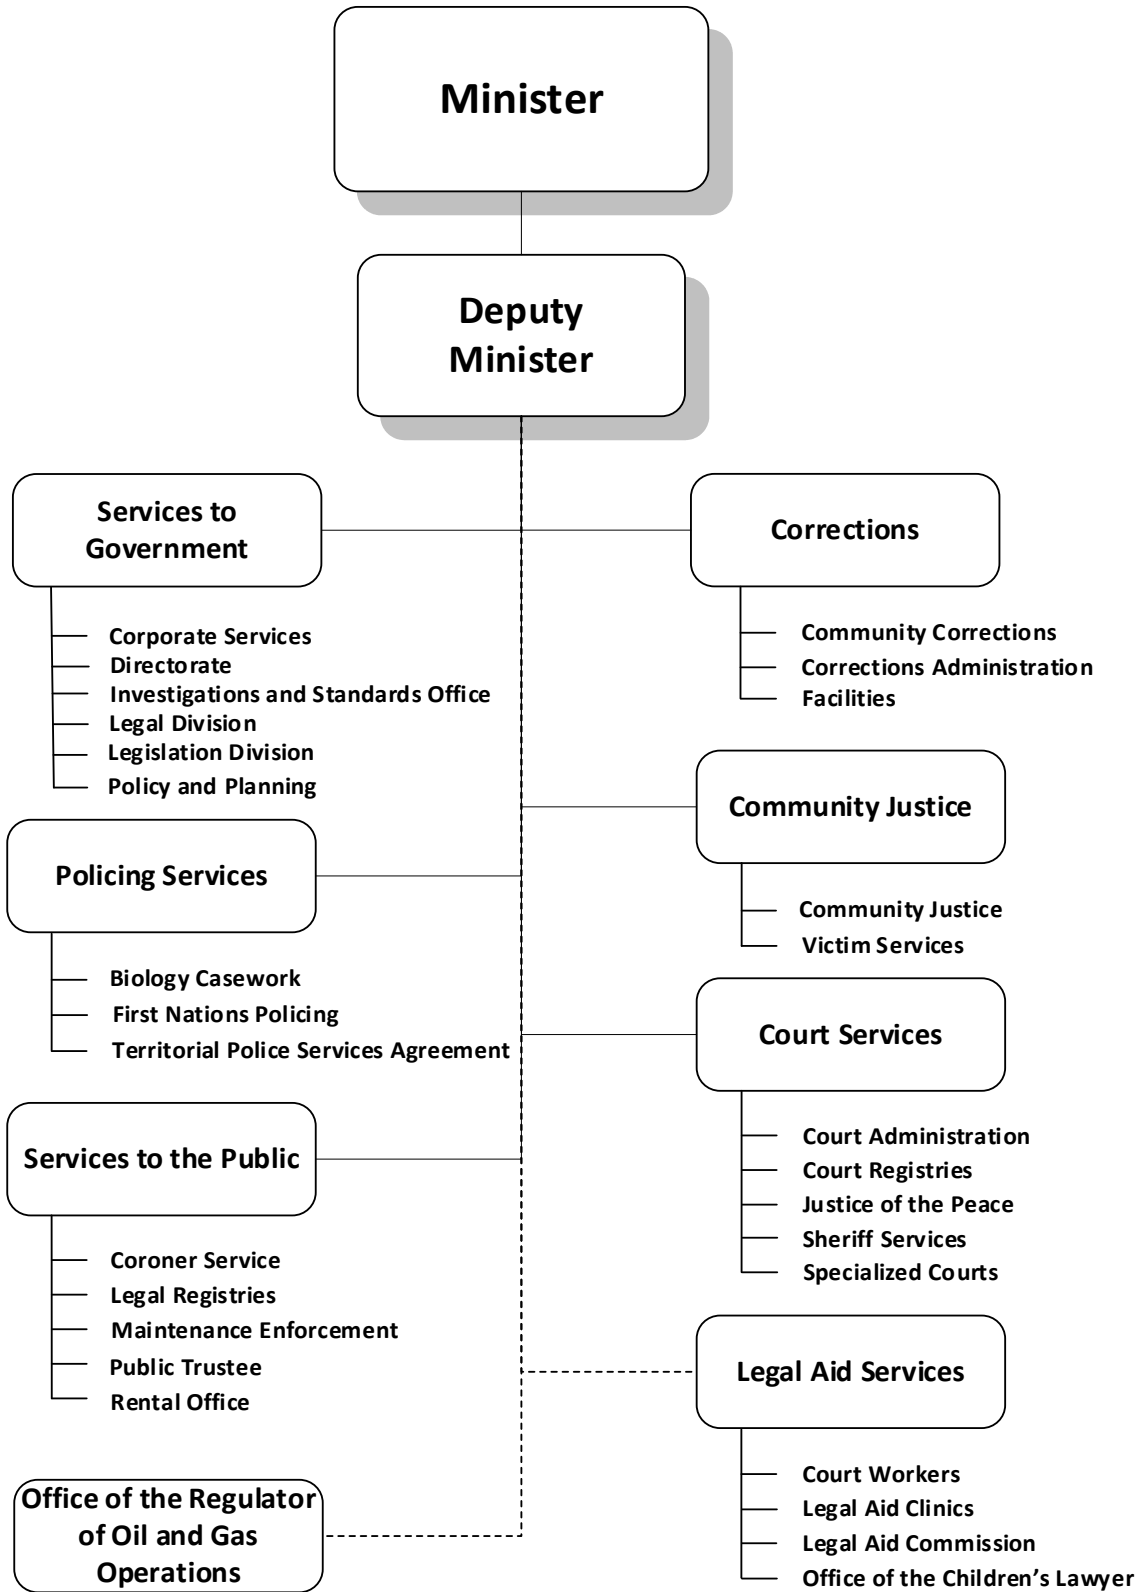 Minister
Deputy
Minister
Services to
Government
Corporate Services
Directorate
Investigations and Standards Office
Legal Division
Legislation Division
Policy and Planning
Policing Services
Biology Casework
First Nations Policing
Territorial Police Services Agreement
Services to the Public
Coroner Service
Legal Registries
Maintenance Enforcement
Public Trustee
Rental Office
Office of the Regulator
of Oil and Gas
Operations
Corrections
Community Corrections
Corrections Administration
Facilities
Community Justice
Community Justice
Victim Services
Court Services
Court Administration
Court Registries
Justice of the Peace
Sheriff Services
Specialized Courts
Legal Aid Services
Court Workers
Legal Aid Clinics
Legal Aid Commission
Office of the Children’s Lawyer